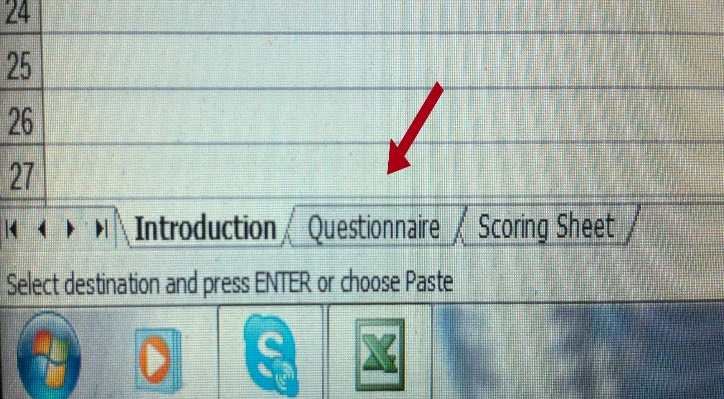 24
25
26
27
Introduction Questionnaire Scoring Sheet
Select destination and press ENTER or choose Paste